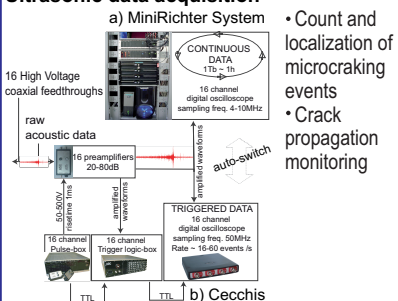 Ultrasonic data acquisition
a) MiniRichter System
CONTINUOUS
DATA
1Tb ~ 1h
16 channel
digital oscilloscope
sampling freq. 4-10MHz
• Count and
localization of
microcraking
events
• Crack
propagation
monitoring
16 High Voltage
coaxial feedthroughs
raw
acoustic data
16 preamplifiers
20-80dB
amplified waveforms
auto-switch
50-500V
risetime 1ms
amplified
waveforms
TRIGGERED DATA
16 channel
digital oscilloscope
sampling freq. 50MHz
Rate ~ 16-60 events /s
16 channel
Pulse-box
16 channel
Trigger logic-box
TTL
TTL
b) Cecchis